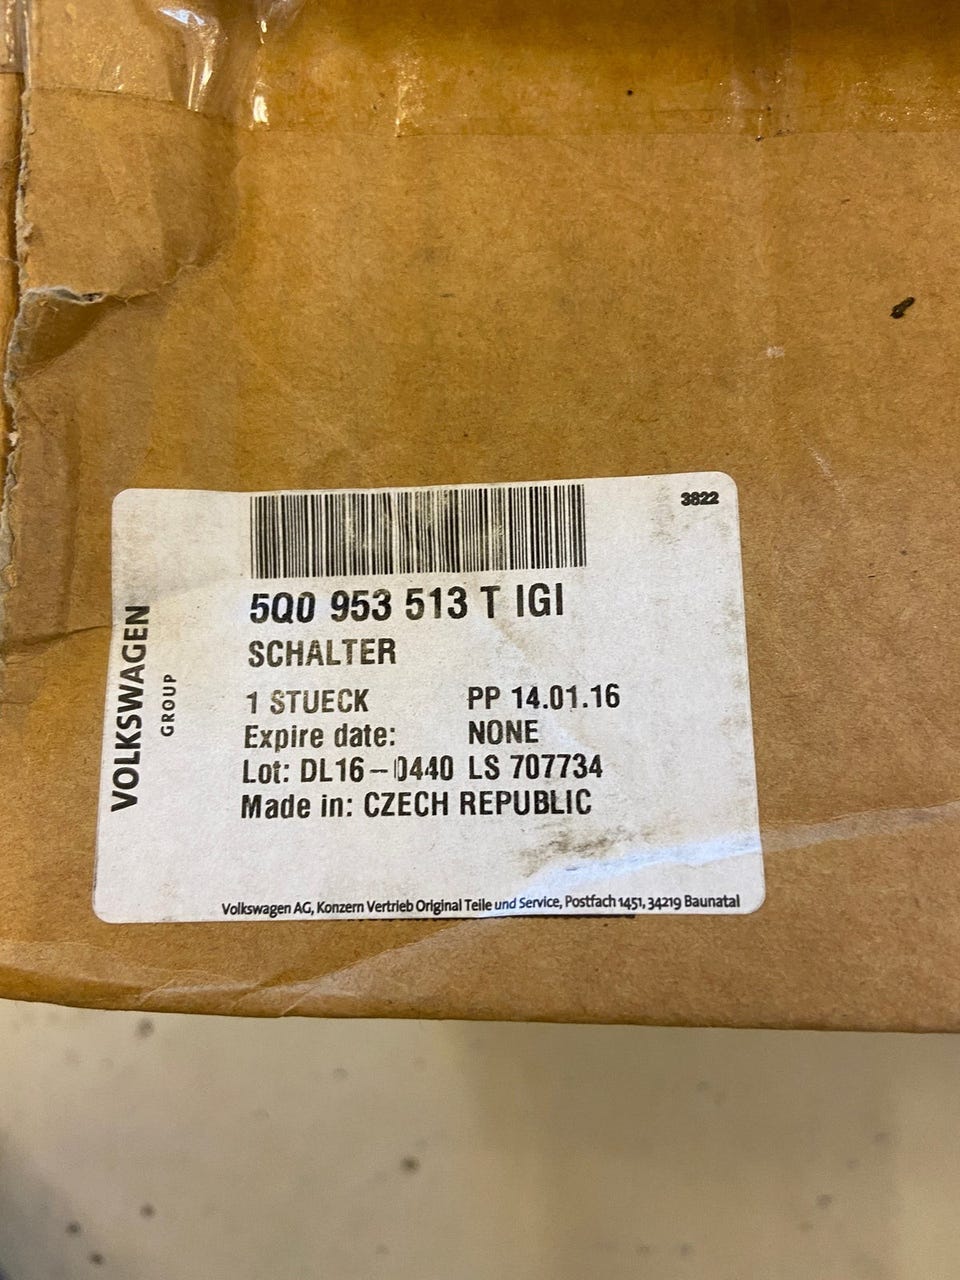 3822
5Q0 953 513 T IGI
SCHALTER
1 STUECK PP 14.01.16
Expire date: NONE
Lot: DL16-0440 LS 707734
Made in: CZECH REPUBLIC
VOLKSWAGEN
GROUP
Volkswagen AG, Konzern Vertrieb Original Teile und Service, Postfach 1451, 34219 Baunatal